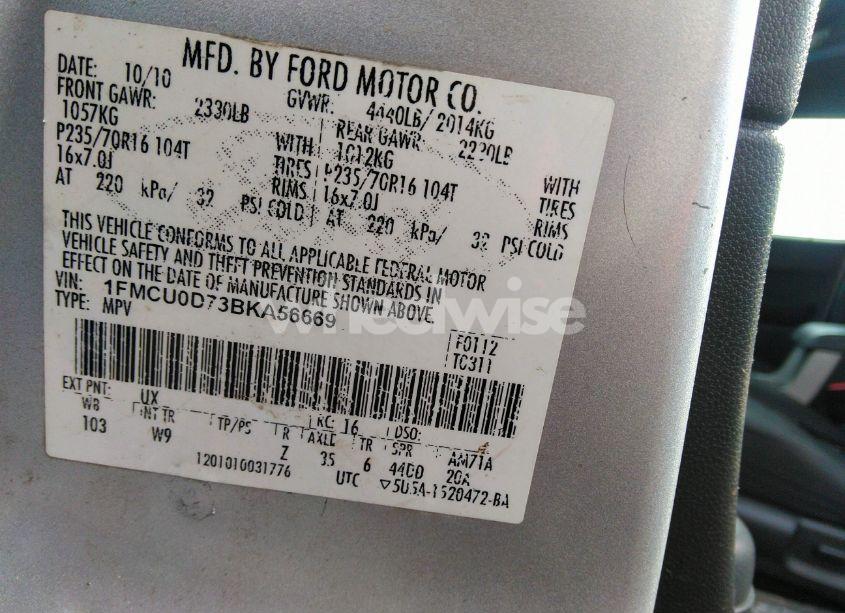 MFD. BY FORD MOTOR CO.
DATE: 10/10 GVWR: 4440LB/ 2014KG
FRONT GAWR: 2330LB REAR GAWR: 2230LB
1057KG WITH 1012KG WITH
P235/70R16 104T TIRES P235/70R16 104T TIRES
16x7.0J RIMS 16x7.0J RIMS
AT 220 kPa/ 32 PSI COLD AT 220 kPa/ 32 PSI COLD
THIS VEHICLE CONFORMS TO ALL APPLICABLE FEDERAL MOTOR
VEHICLE SAFETY AND THEFT PREVENTION STANDARDS IN
EFFECT ON THE DATE OF MANUFACTURE SHOWN ABOVE.
VIN: 1FMCU0D73BKA56669
TYPE: MPV
F0112
TC311
wheelwise
EXT PNT: UX RC: 16 DSO:
WB INT TR TP/PS R AXLE TR SPR AM71A
103 W9 Z 35 6 44DD 20A
1201010031776 UTC ▽5U5A-1520472-BA